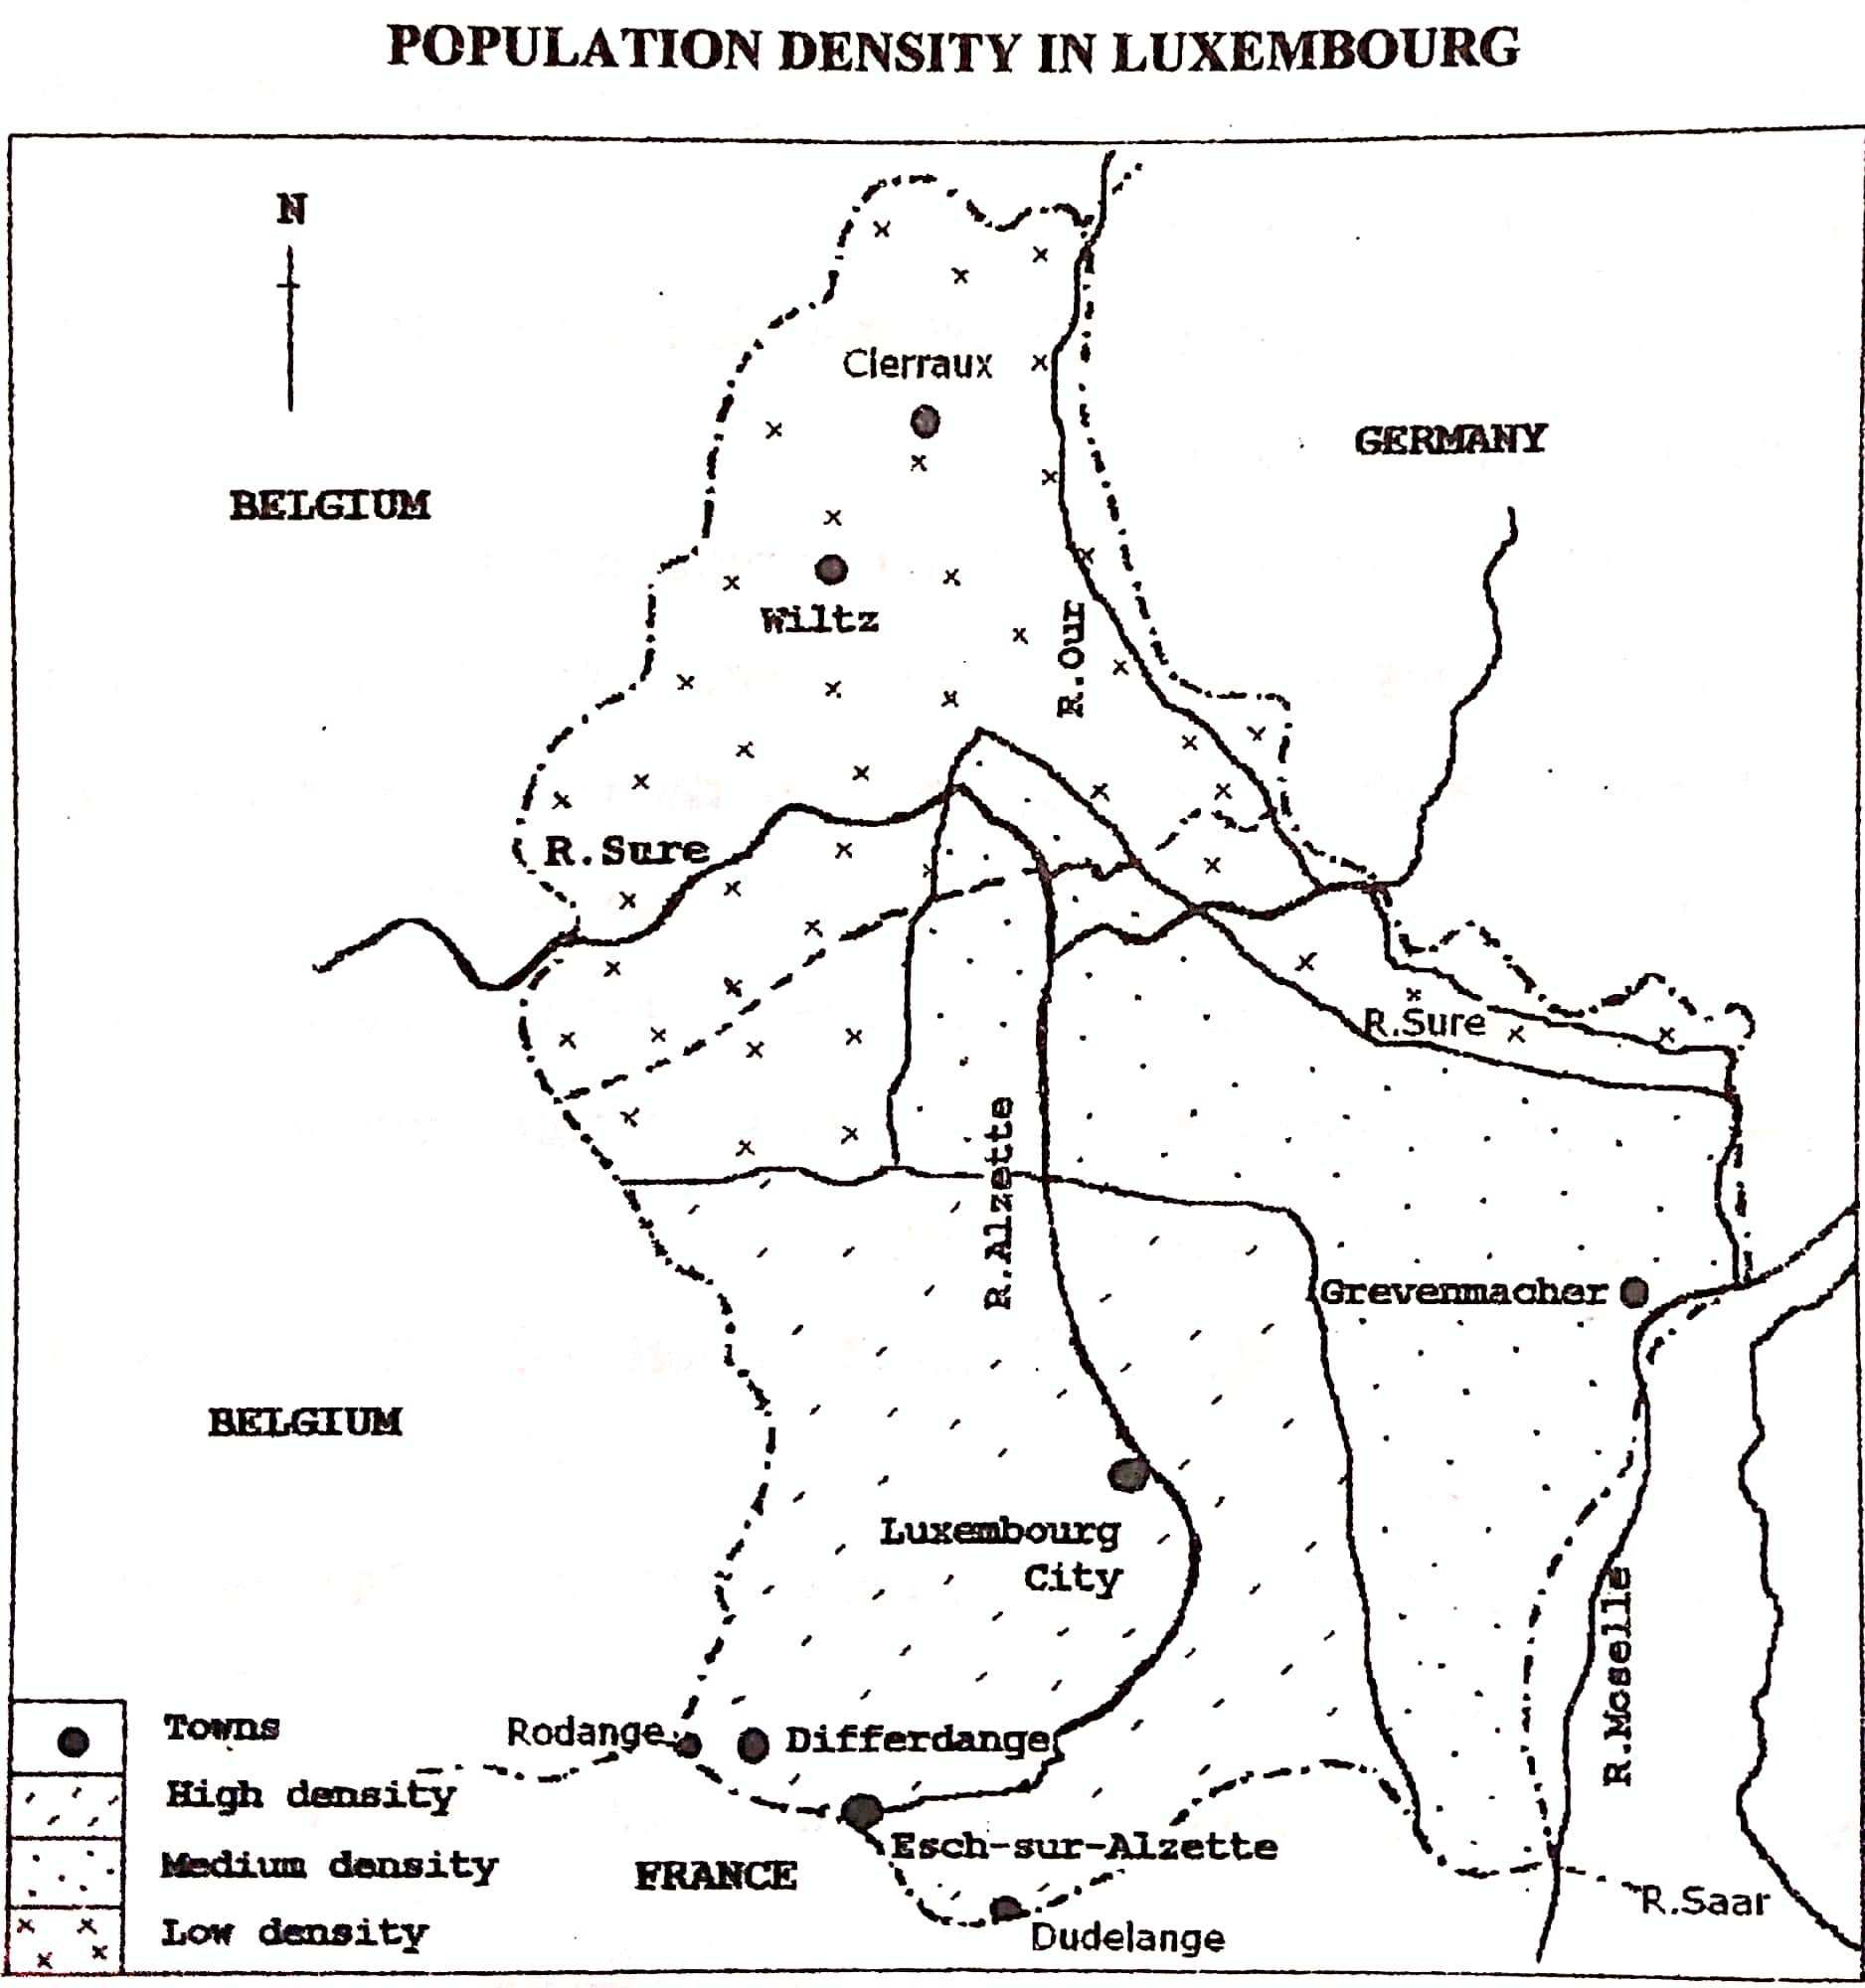 POPULATION DENSITY IN LUXEMBOURG
N
Clerraux
GERMANY
BELGIUM
Wiltz
R.Our
R.Sure
R.Sure
R.Alzette
Grevenmacher
BELGIUM
Luxembourg
City
R.Moselle
Rodange
Differdange
Towns
High density
Esch-sur-Alzette
Medium density
FRANCE
R.Saar
Low density
Dudelange